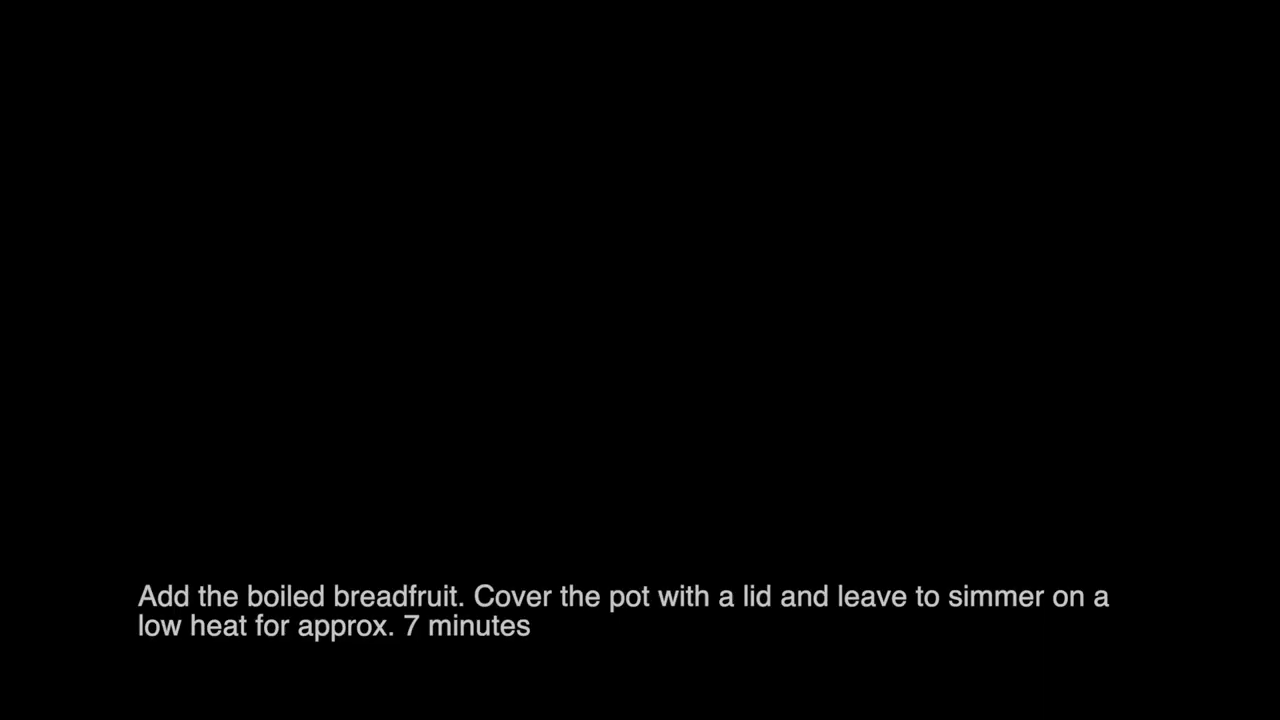 Add the boiled breadfruit. Cover the pot with a lid and leave to simmer on a
low heat for approx. 7 minutes